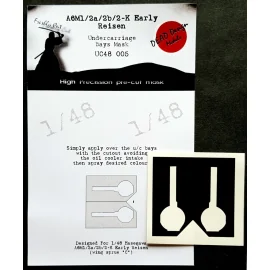 A6M1/2a/2b/2-K Early
Reisen
Undercarriage
Bays Mask
UC48 005
High Precision pre-cut mask
1/48
1/48
Simply apply over the u/c bays
with the cutout avoiding
the oil cooler intake
then spray desired colour
Designed for 1/48 Hasegawa
A6M1/2a/2b/2-K Early Reisen
(wing sprue "C")